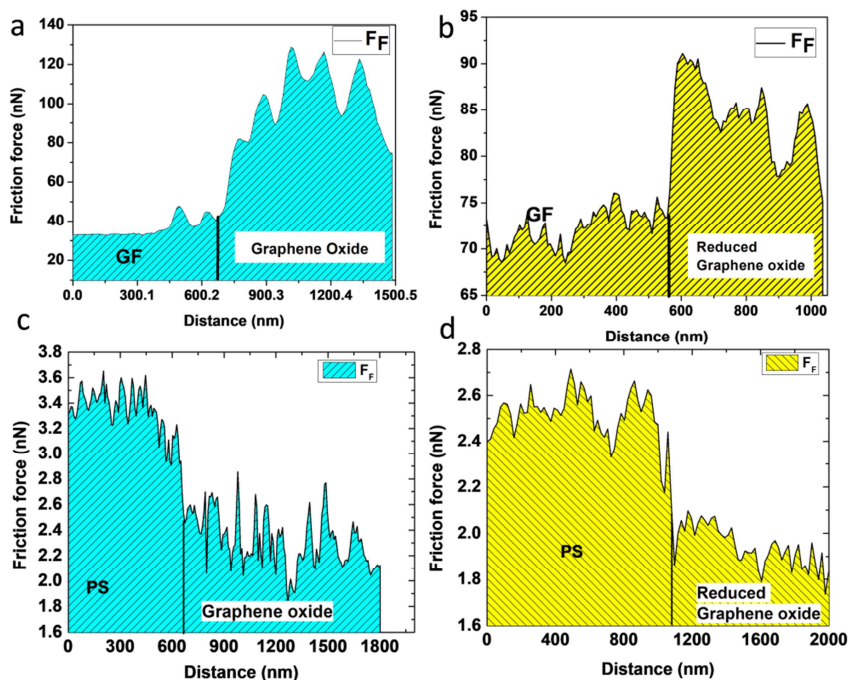 a
F_F
140
120
100
80
60
40
20
Friction force (nN)
GF
Graphene Oxide
0.0 300.1 600.2 900.3 1200.4 1500.5
Distance (nm)
b
F_F
95
90
85
80
75
70
65
Friction force (nN)
GF
Reduced
Graphene oxide
0 200 400 600 800 1000
Distance (nm)
c
F_F
3.8
3.6
3.4
3.2
3.0
2.8
2.6
2.4
2.2
2.0
1.8
1.6
Friction force (nN)
PS
Graphene oxide
0 300 600 900 1200 1500 1800
Distance (nm)
d
F_F
2.8
2.6
2.4
2.2
2.0
1.8
1.6
Friction force (nN)
PS
Reduced
Graphene oxide
0 400 800 1200 1600 2000
Distance (nm)